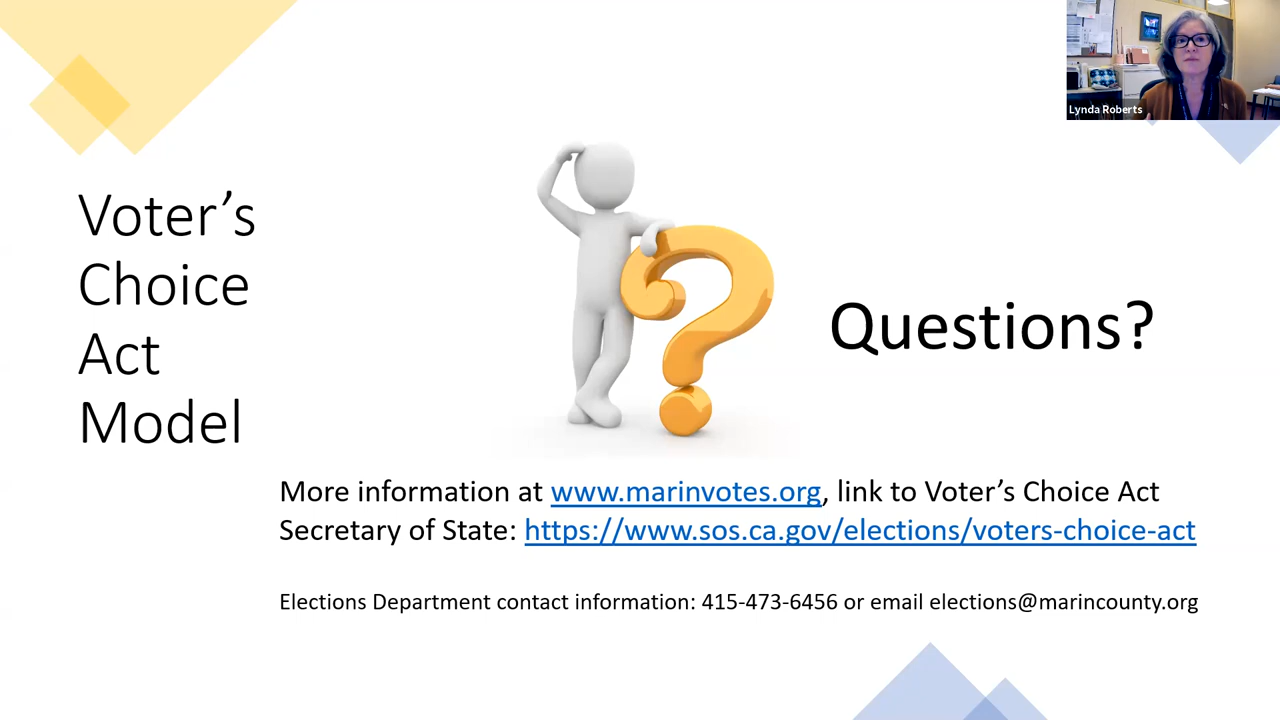 Lynda Roberts
Voter’s
Choice
Act
Model
Questions?
More information at www.marinvotes.org, link to Voter’s Choice Act
Secretary of State: https://www.sos.ca.gov/elections/voters-choice-act
Elections Department contact information: 415-473-6456 or email elections@marincounty.org